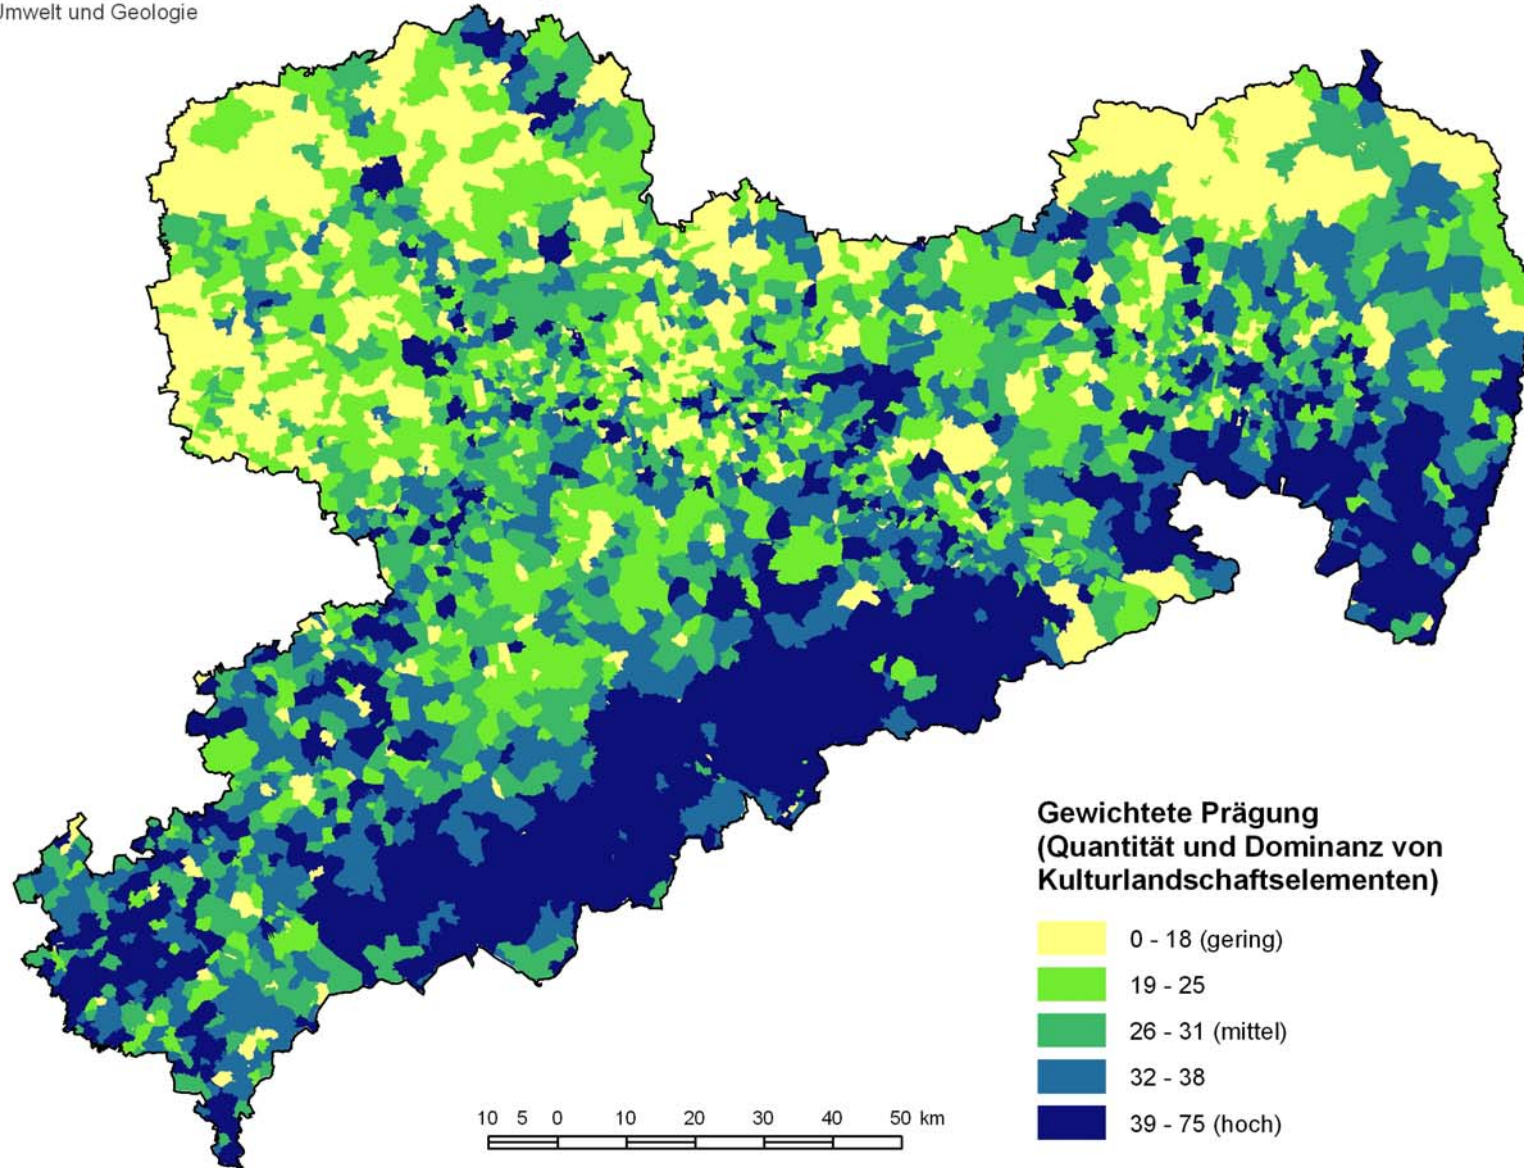 Umwelt und Geologie
Gewichtete Prägung
(Quantität und Dominanz von
Kulturlandschaftselementen)
0 - 18 (gering)
19 - 25
26 - 31 (mittel)
32 - 38
39 - 75 (hoch)
10 5 0 10 20 30 40 50 km